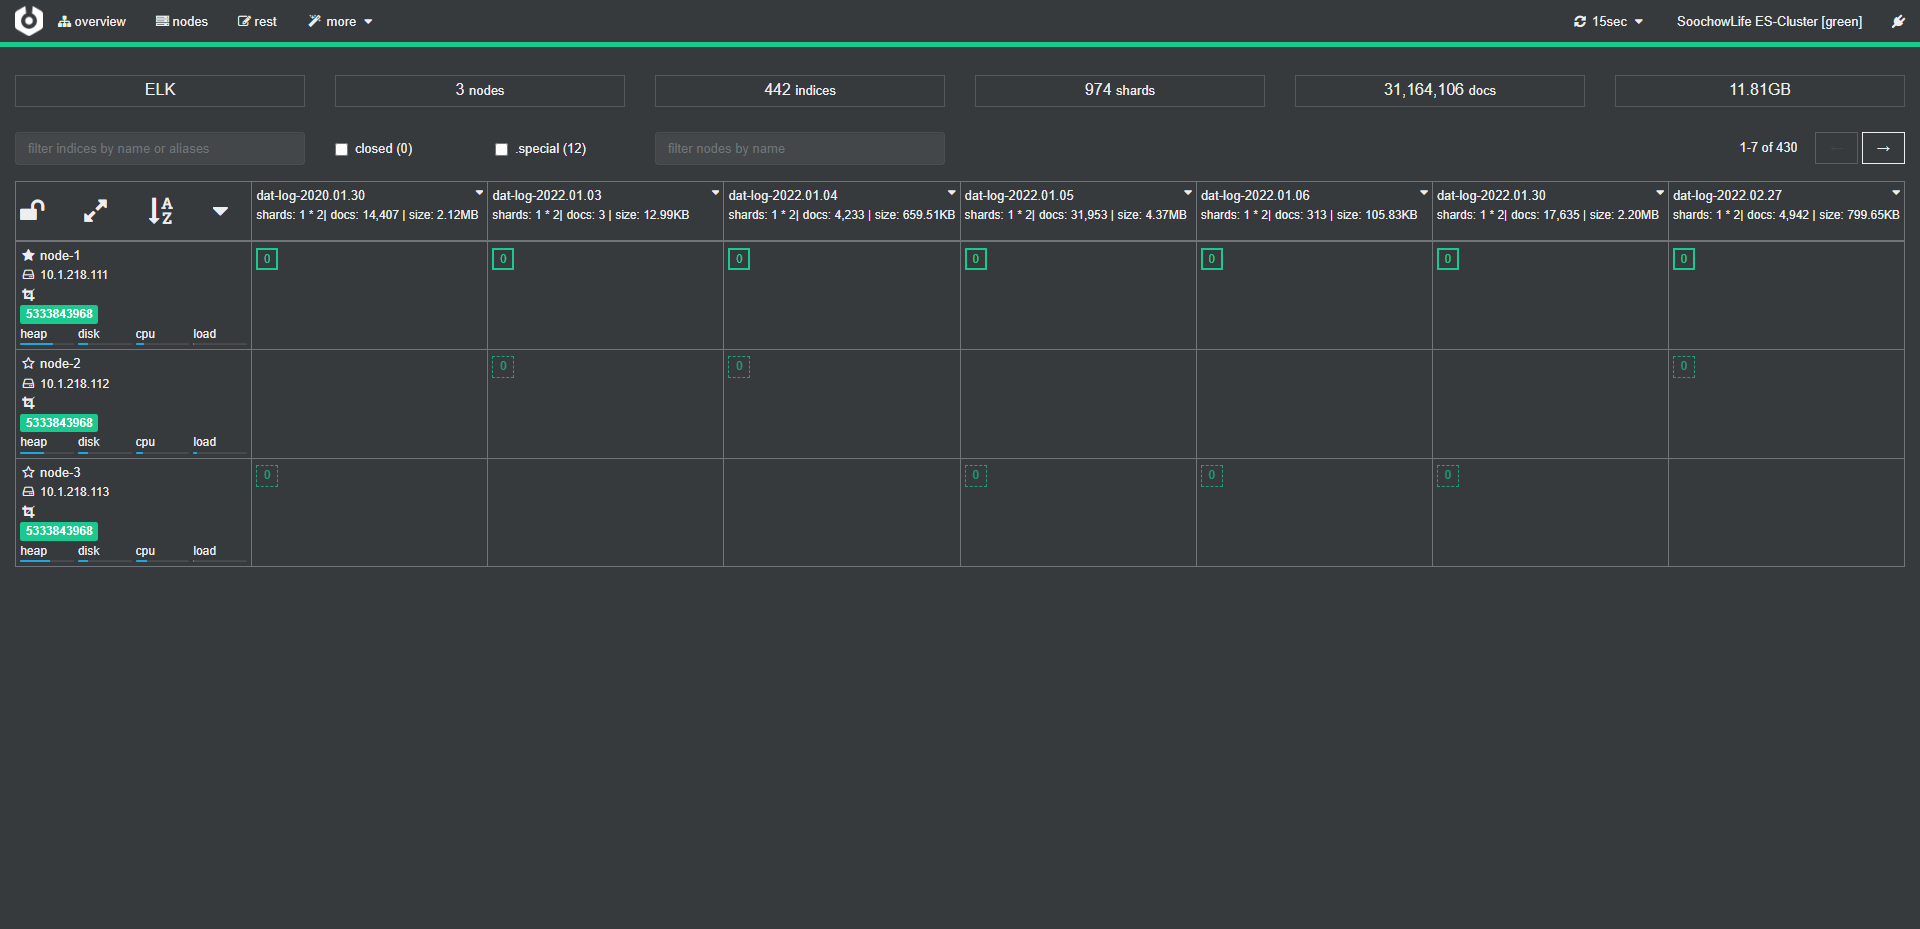 overview nodes rest more 15sec SoochowLife ES-Cluster [green]
ELK 3 nodes 442 indices 974 shards 31,164,106 docs 11.81GB
filter indices by name or aliases closed (0) .special (12) filter nodes by name 1-7 of 430 ← →
A
Z
dat-log-2020.01.30 dat-log-2022.01.03 dat-log-2022.01.04 dat-log-2022.01.05 dat-log-2022.01.06 dat-log-2022.01.30 dat-log-2022.02.27
shards: 1 * 2| docs: 14,407 | size: 2.12MB shards: 1 * 2| docs: 3 | size: 12.99KB shards: 1 * 2| docs: 4,233 | size: 659.51KB shards: 1 * 2| docs: 31,953 | size: 4.37MB shards: 1 * 2| docs: 313 | size: 105.83KB shards: 1 * 2| docs: 17,635 | size: 2.20MB shards: 1 * 2| docs: 4,942 | size: 799.65KB
node-1 0 0 0 0 0 0 0
10.1.218.111
5333843968
heap disk cpu load
node-2 0 0 0
10.1.218.112
5333843968
heap disk cpu load
node-3 0 0 0 0
10.1.218.113
5333843968
heap disk cpu load